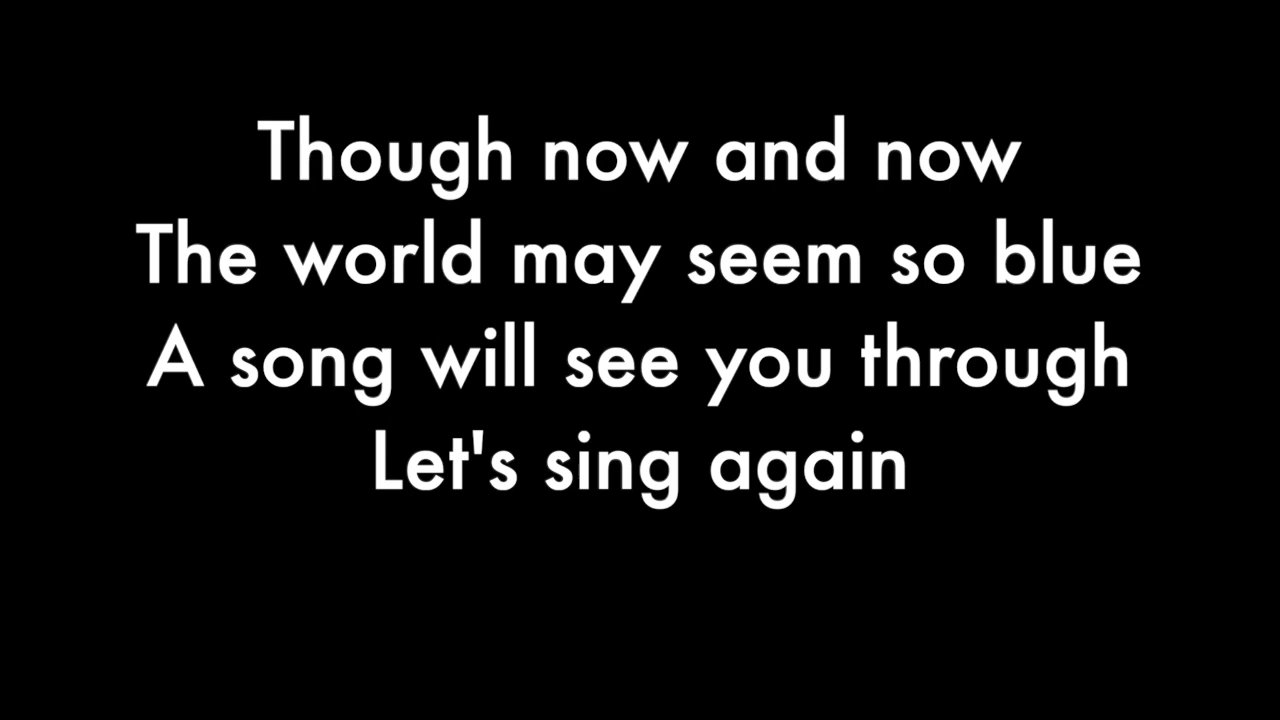 Though now and now
The world may seem so blue
A song will see you through
Let's sing again